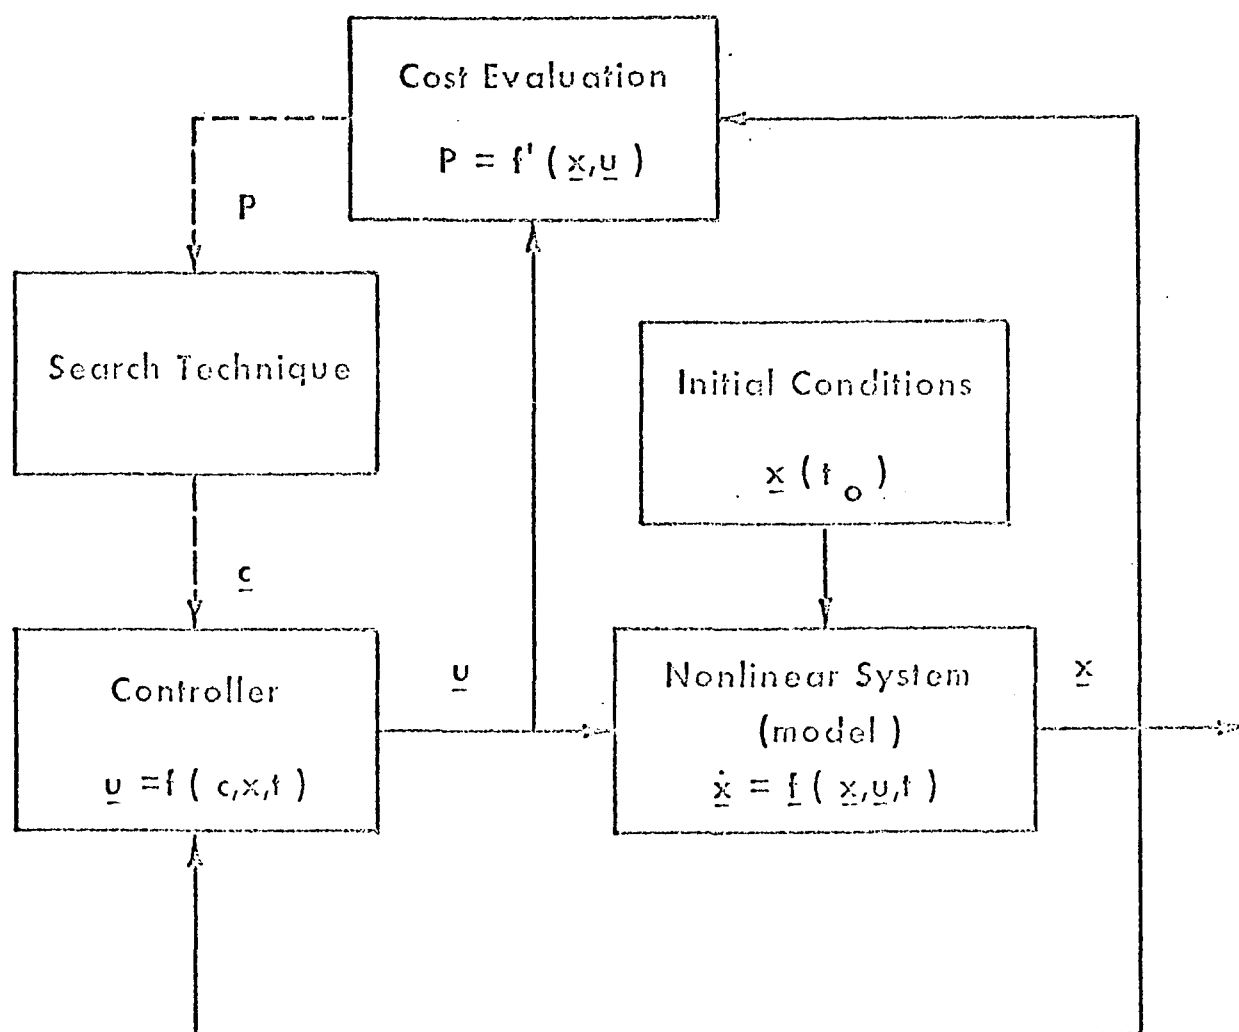 Cost Evaluation
P = f' ( x̲,u̲ )
P
Search Technique
Initial Conditions
x̲ ( t o )
c̲
Controller
u̲ =f ( c,x,t )
u̲
Nonlinear System
(model )
ẋ̲ = f̲ ( x̲,u̲,t )
x̲